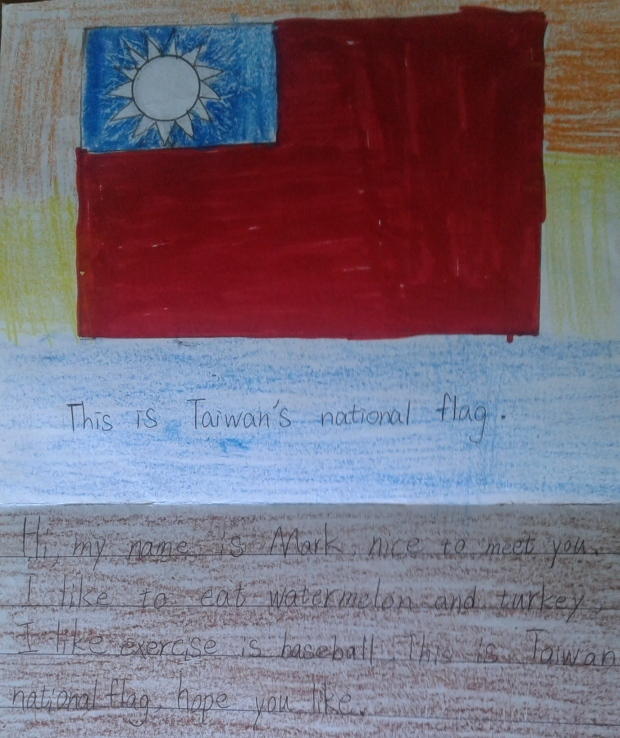 This is Taiwan's national flag.
Hi, my name is Mark, nice to meet you.
I like to eat watermelon and turkey,
I like exercise is baseball, This is Taiwan
national flag, hope you like.